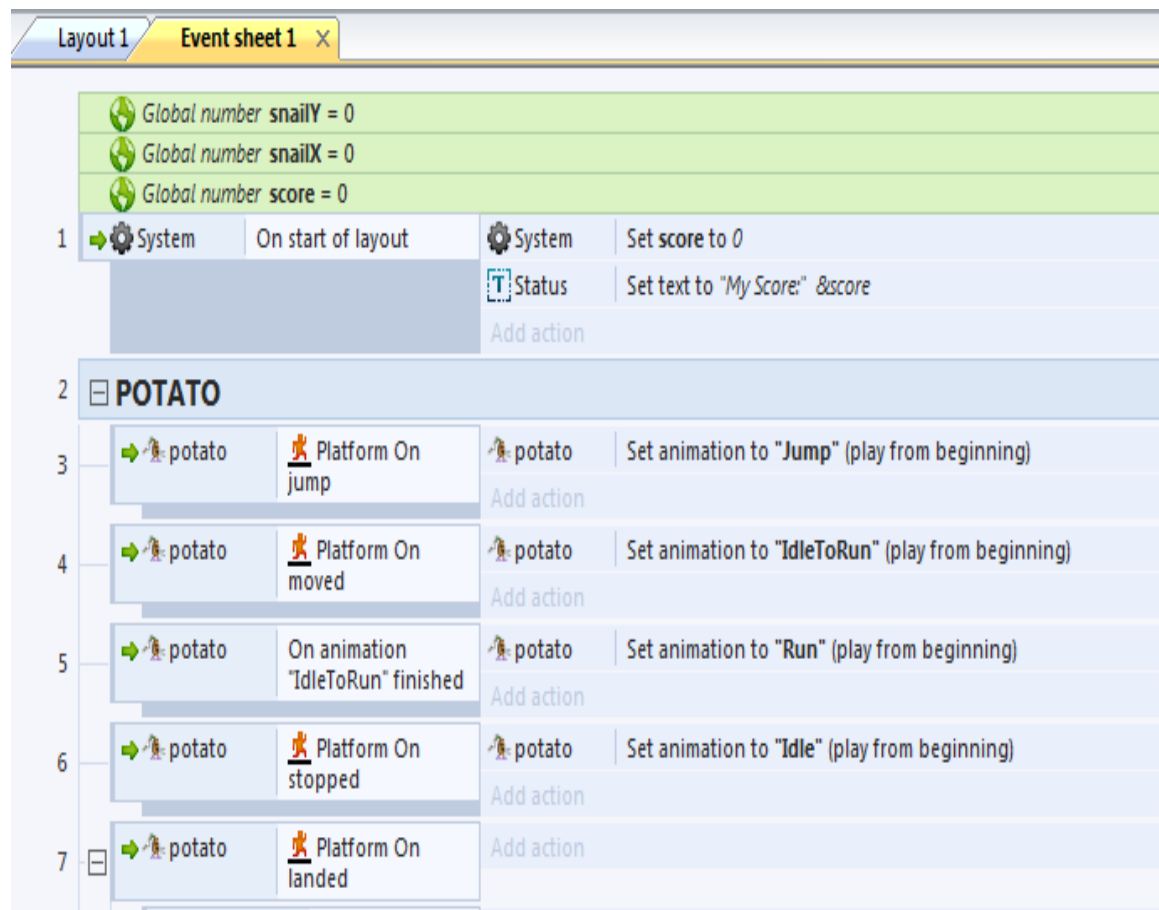 Layout 1 Event sheet 1 ×
Global number snailY = 0
Global number snailX = 0
Global number score = 0
1 System On start of layout System Set score to 0
T Status Set text to "My Score:" &score
Add action
2 POTATO
3 potato Platform On jump potato Set animation to "Jump" (play from beginning)
Add action
4 potato Platform On moved potato Set animation to "IdleToRun" (play from beginning)
Add action
5 potato On animation "IdleToRun" finished potato Set animation to "Run" (play from beginning)
Add action
6 potato Platform On stopped potato Set animation to "Idle" (play from beginning)
Add action
7 potato Platform On landed Add action